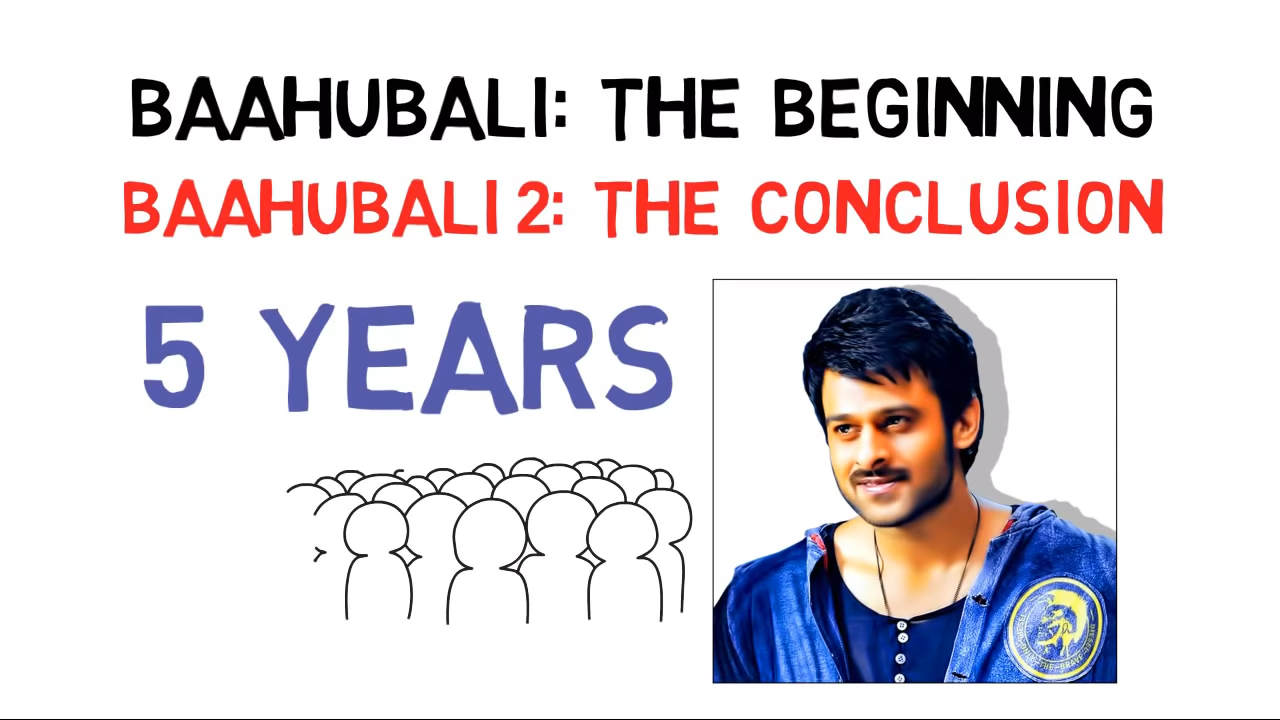 BAAHUBALI: THE BEGINNING
BAAHUBALI 2: THE CONCLUSION
5 YEARS